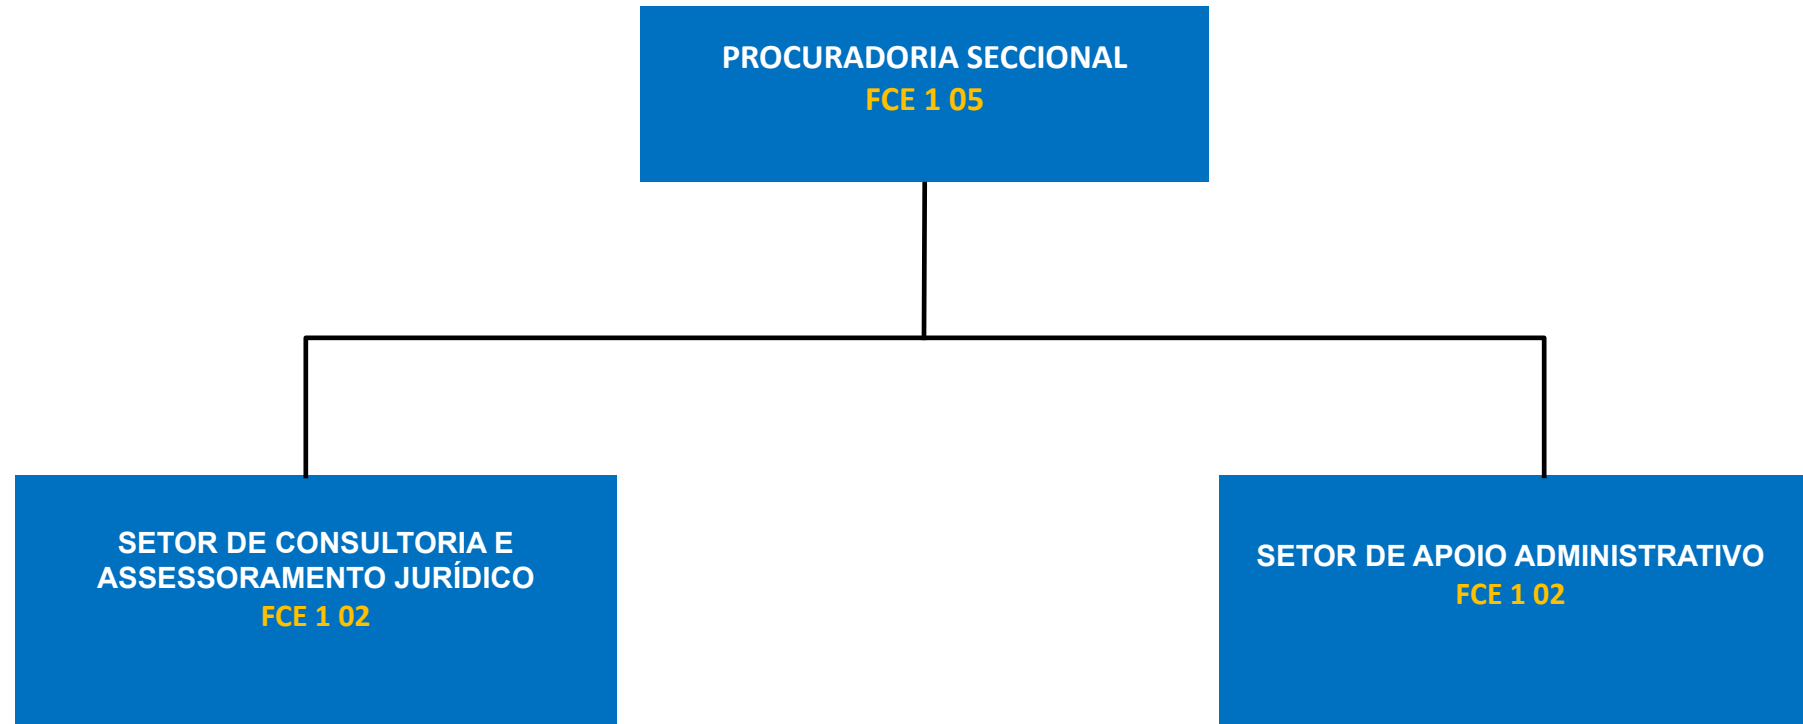 PROCURADORIA SECCIONAL
FCE 1 05
SETOR DE CONSULTORIA E
ASSESSORAMENTO JURÍDICO
FCE 1 02
SETOR DE APOIO ADMINISTRATIVO
FCE 1 02